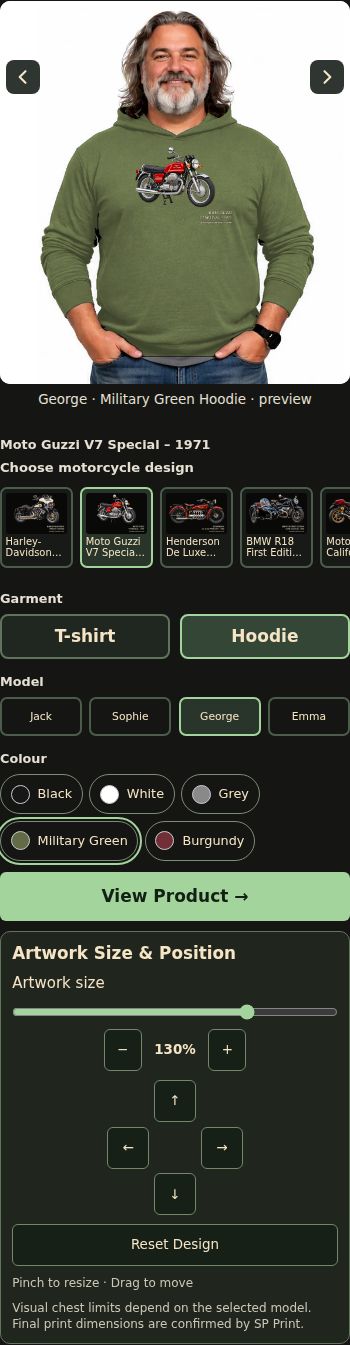 George · Military Green Hoodie · preview
Moto Guzzi V7 Special – 1971
Choose motorcycle design
Harley-
Davidson...
Moto Guzzi
V7 Specia...
Henderson
De Luxe...
BMW R18
First Editi...
Moto
Calif
Garment
T-shirt
Hoodie
Model
Jack
Sophie
George
Emma
Colour
Black
White
Grey
Military Green
Burgundy
View Product →
Artwork Size & Position
Artwork size
−
130%
+
↑
←
→
↓
Reset Design
Pinch to resize · Drag to move
Visual chest limits depend on the selected model.
Final print dimensions are confirmed by SP Print.